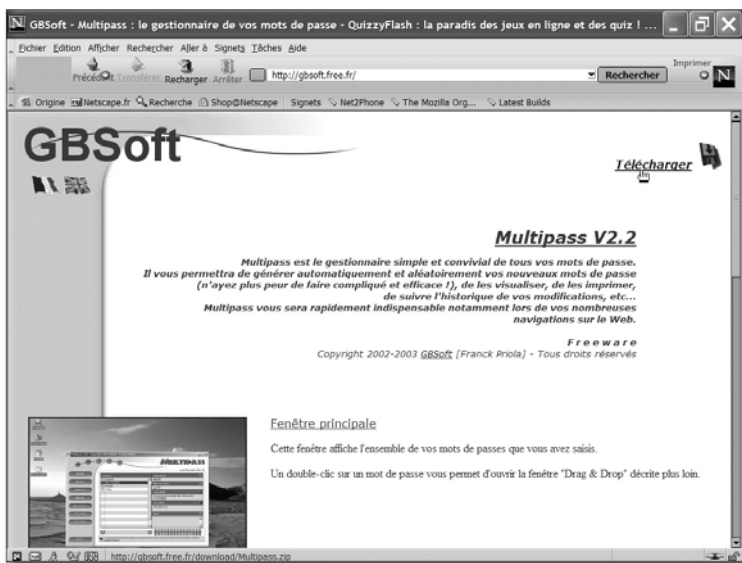 GBSoft - Multipass : le gestionnaire de vos mots de passe - QuizzyFlash : la paradis des jeux en ligne et des quiz ! ...
Fichier Edition Afficher Rechercher Aller à Signets Tâches Aide
Précédent Transférer Recharger Arrêter http://gbsoft.free.fr/ Rechercher Imprimer
Origine Netscape.fr Recherche Shop@Netscape Signets Net2Phone The Mozilla Org... Latest Builds
GBSoft
Télécharger
Multipass V2.2
Multipass est le gestionnaire simple et convivial de tous vos mots de passe.
Il vous permettra de générer automatiquement et aléatoirement vos nouveaux mots de passe
(n'ayez plus peur de faire compliqué et efficace !), de les visualiser, de les imprimer,
de suivre l'historique de vos modifications, etc...
Multipass vous sera rapidement indispensable notamment lors de vos nombreuses
navigations sur le Web.
Freeware
Copyright 2002-2003 GBSoft [Franck Priola] - Tous droits réservés
Fenêtre principale
Cette fenêtre affiche l'ensemble de vos mots de passes que vous avez saisis.
Un double-clic sur un mot de passe vous permet d'ouvrir la fenêtre "Drag & Drop" décrite plus loin.
MULTIPASS
http://gbsoft.free.fr/download/Multipass.zip